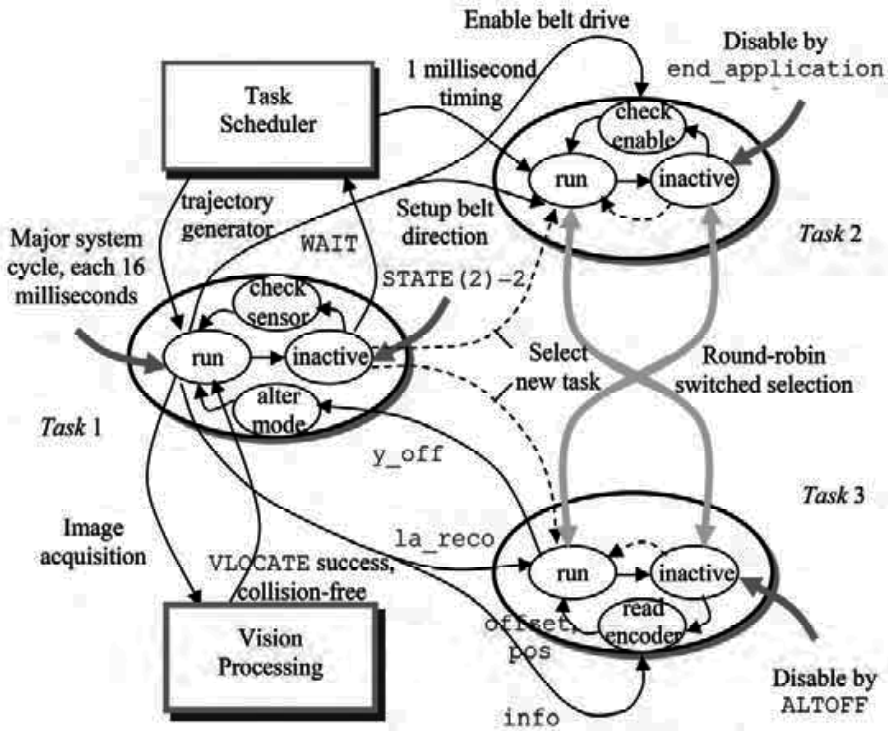 Enable belt drive
Disable by
end_application
1 millisecond
timing
Task
Scheduler
check
enable
run
inactive
trajectory
generator
WAIT
Setup belt
direction
Task 2
Major system
cycle, each 16
milliseconds
STATE(2)-2
check
sensor
run
inactive
alter
mode
Select
new task
Round-robin
switched selection
Task 1
y_off
Task 3
Image
acquisition
la_reco
VLOCATE success,
collision-free
run
inactive
read
encoder
offset,
pos
Vision
Processing
info
Disable by
ALTOFF